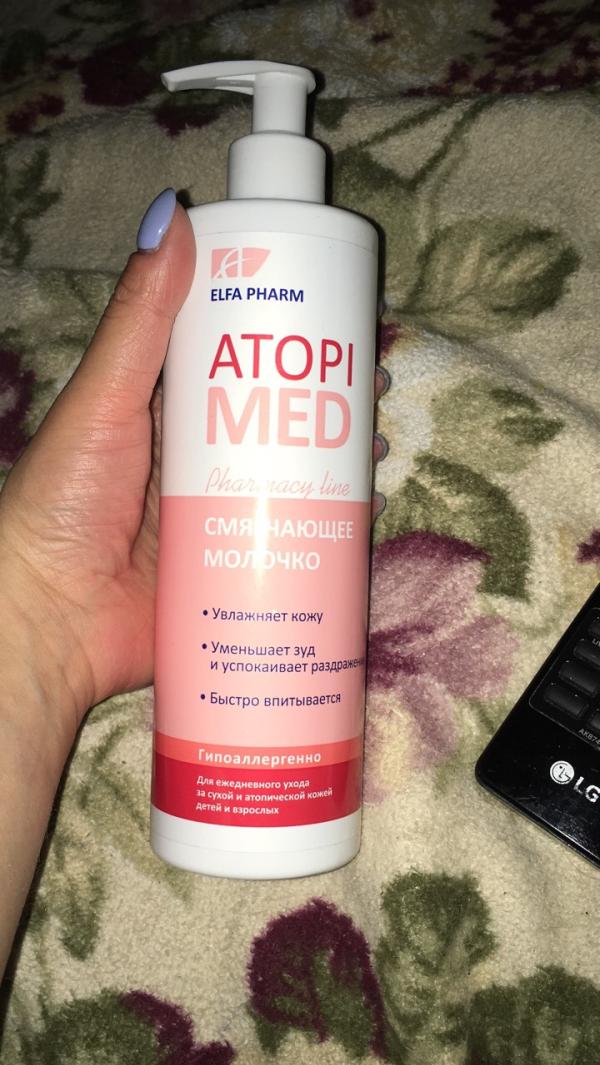 ELFA PHARM
ATOPI
MED
Pharmacy line
СМЯГЧАЮЩЕЕ
МОЛОЧКО
• Увлажняет кожу
• Уменьшает зуд
и успокаивает раздражение
• Быстро впитывается
Гипоаллергенно
Для ежедневного ухода
за сухой и атопической кожей
детей и взрослых
LG